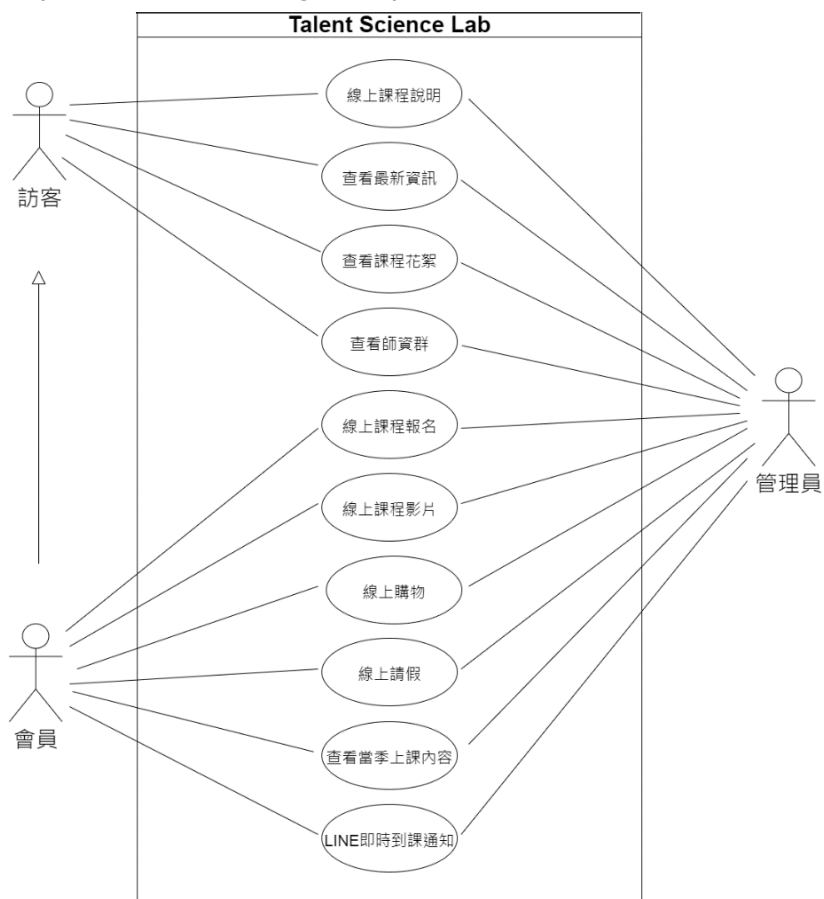 Talent Science Lab
線上課程說明
訪客
查看最新資訊
查看課程花絮
查看師資群
線上課程報名
管理員
線上課程影片
線上購物
線上請假
會員
查看當季上課內容
LINE即時到課通知